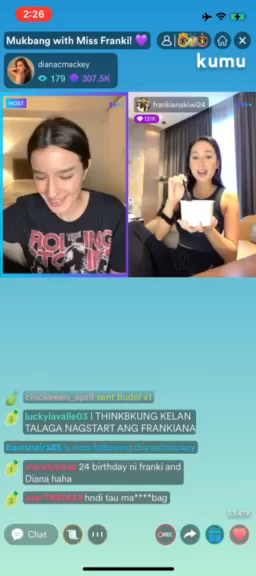 2:26
Mukbang with Miss Franki! 💜
dianacmackey
179 307.5K
kumu
HOST
frankianskiwi24
131K
chickeeen_april sent Budol x1
luckylavalle03 I THINKBKUNG KELAN
TALAGA NAGSTART ANG FRANKIANA
is now following dianacmackey
24 birthday ni franki and
Diana haha
hndi tau ma****bag
Chat